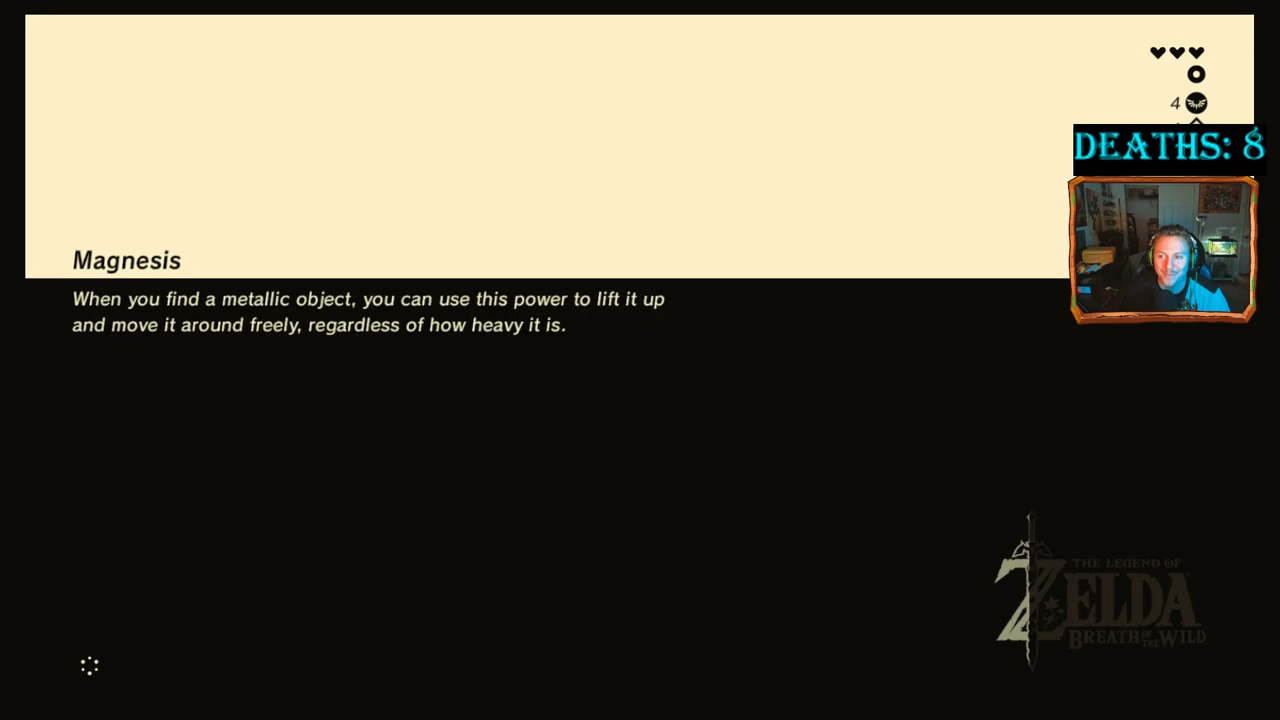 4
DEATHS: 8
Magnesis
When you find a metallic object, you can use this power to lift it up
and move it around freely, regardless of how heavy it is.
THE LEGEND OF
ZELDA
BREATH OF THE WILD